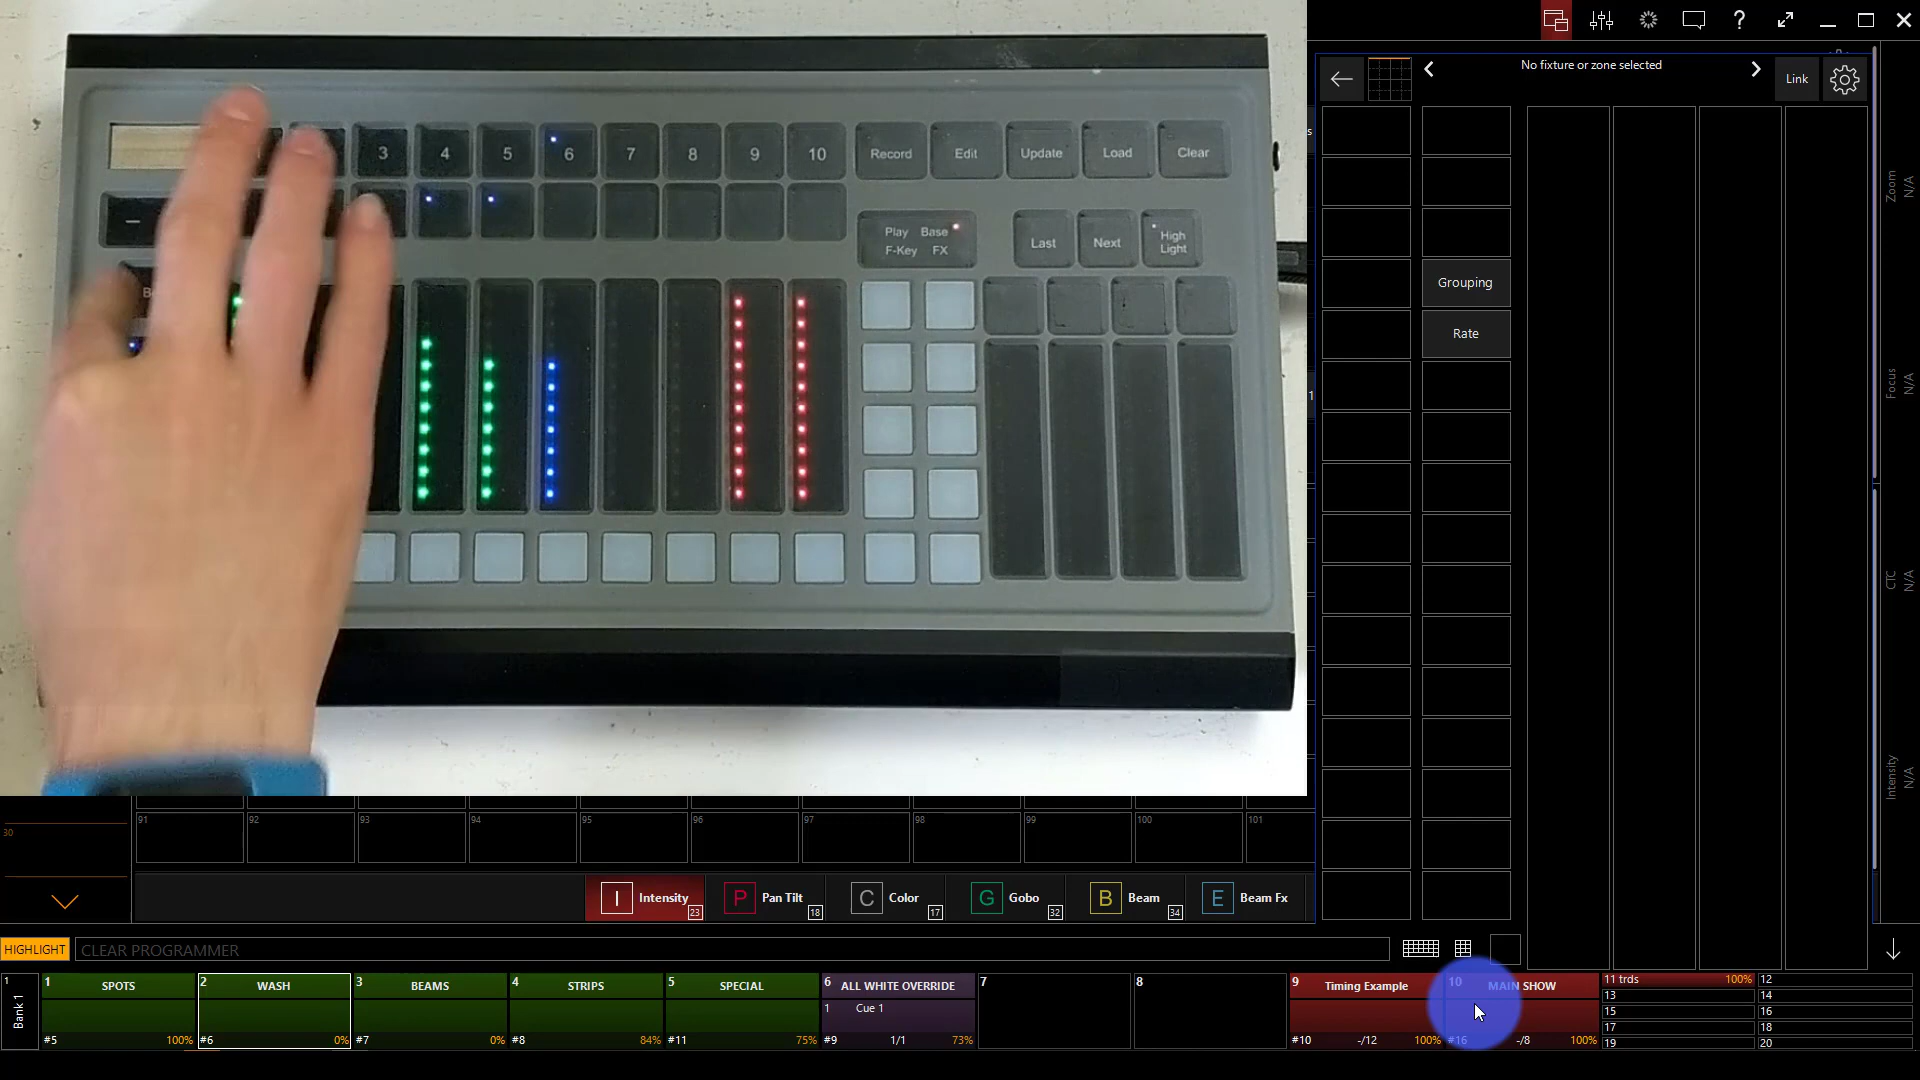 3 4 5 6 7 8 9 10 Record Edit Update Load Clear
−
Play Base
F-Key FX
Last Next High
Light
No fixture or zone selected
Link
Grouping
Rate
Zoom
N/A
Focus
N/A
CTC
N/A
Intensity
N/A
30
91 92 93 94 95 96 97 98 99 100 101
I Intensity 23
P Pan Tilt 18
C Color 17
G Gobo 32
B Beam 34
E Beam Fx
HIGHLIGHT CLEAR PROGRAMMER
1
Bank 1
1 SPOTS
#5 100%
2 WASH
#6 0%
3 BEAMS
#7 0%
4 STRIPS
#8 84%
5 SPECIAL
#11 75%
6 ALL WHITE OVERRIDE
1 Cue 1
#9 1/1 73%
7
8
9 Timing Example
#10 -/12 100%
10 MAIN SHOW
#16 -/8 100%
11 trds 100% 12
13 14
15 16
17 18
19 20